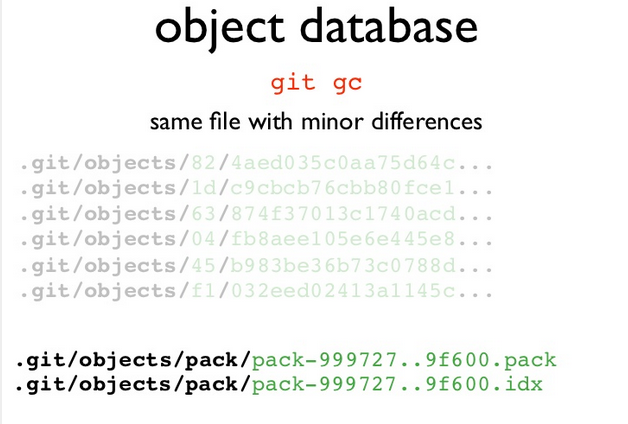 object database
git gc
same file with minor differences
.git/objects/82/4aed035c0aa75d64c...
.git/objects/1d/c9cbcb76cbb80fce1...
.git/objects/63/874f37013c1740acd...
.git/objects/04/fb8aee105e6e445e8...
.git/objects/45/b983be36b73c0788d...
.git/objects/f1/032eed02413a1145c...
.git/objects/pack/pack-999727..9f600.pack
.git/objects/pack/pack-999727..9f600.idx